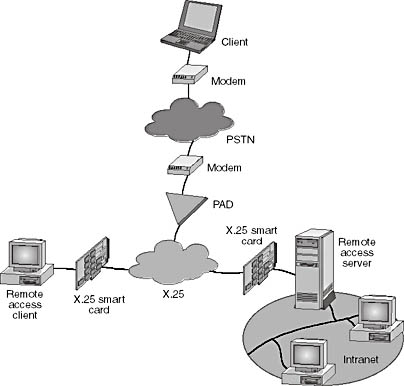 Client
Modem
PSTN
Modem
PAD
X.25 smart
card
Remote
access
server
X.25
X.25 smart
card
Remote
access
client
Intranet